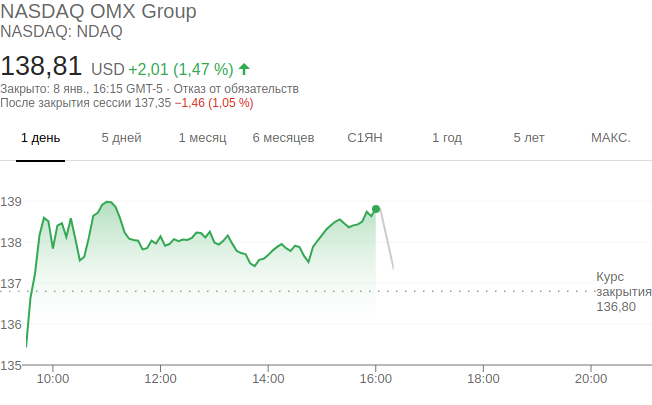 NASDAQ OMX Group
NASDAQ: NDAQ
138,81 USD +2,01 (1,47 %)
Закрыто: 8 янв., 16:15 GMT-5 · Отказ от обязательств
После закрытия сессии 137,35 −1,46 (1,05 %)
1 день 5 дней 1 месяц 6 месяцев С1ЯН 1 год 5 лет МАКС.
139
138
137
Курс
закрытия
136,80
136
135
10:00 12:00 14:00 16:00 18:00 20:00